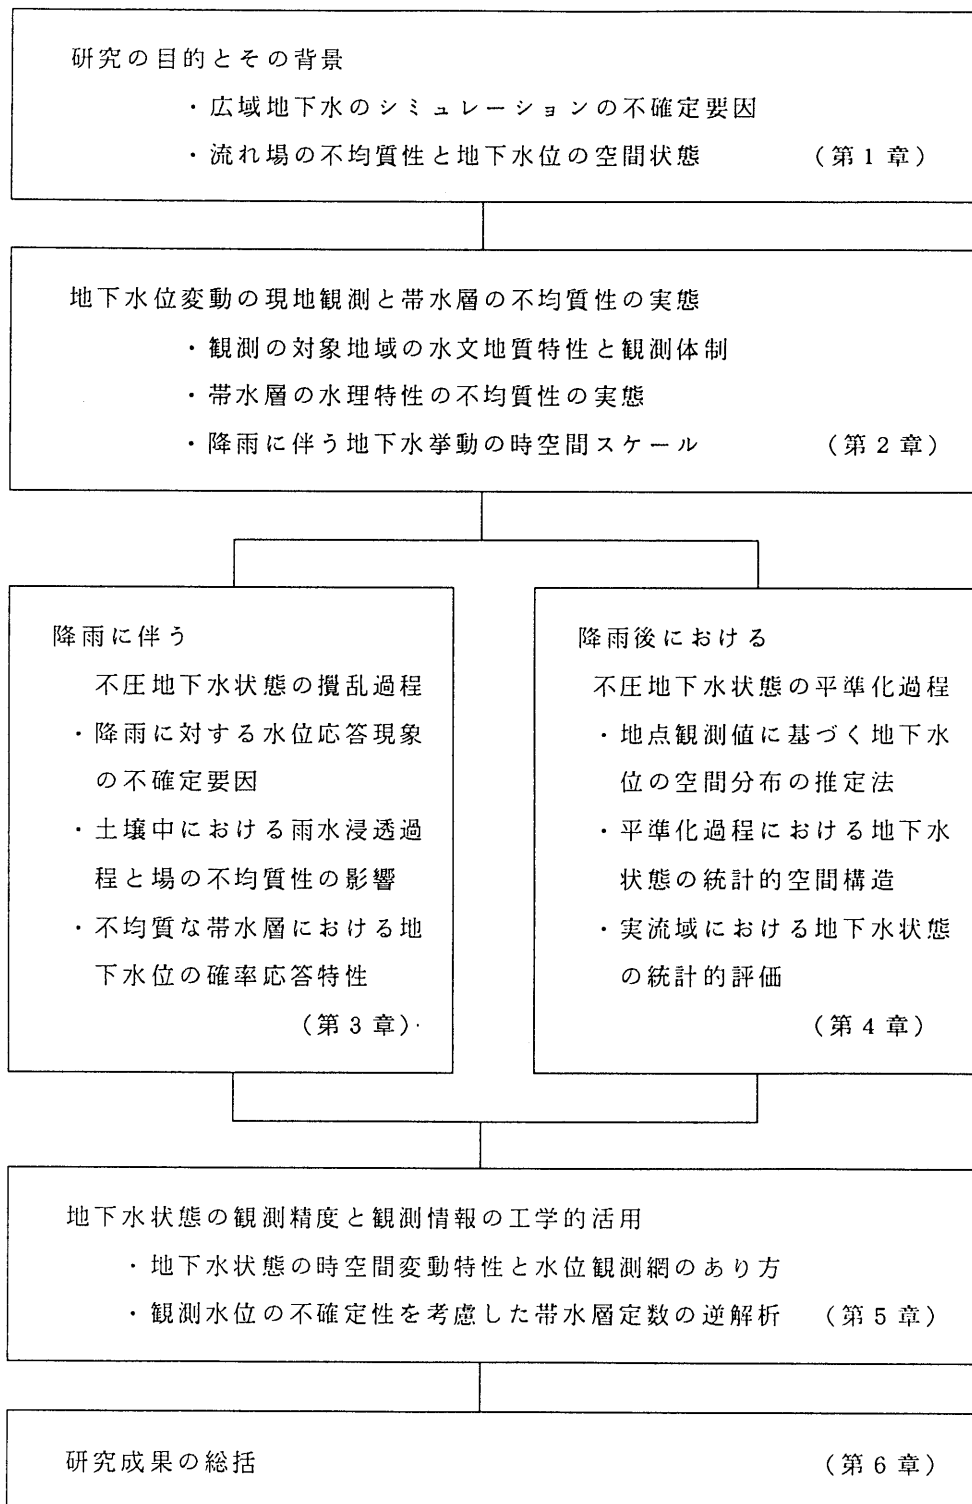 研究の目的とその背景
・広域地下水のシミュレーションの不確定要因
・流れ場の不均質性と地下水位の空間状態 （第1章）
地下水位変動の現地観測と帯水層の不均質性の実態
・観測の対象地域の水文地質特性と観測体制
・帯水層の水理特性の不均質性の実態
・降雨に伴う地下水挙動の時空間スケール （第2章）
降雨に伴う
不圧地下水状態の攪乱過程
・降雨に対する水位応答現象
の不確定要因
・土壌中における雨水浸透過
程と場の不均質性の影響
・不均質な帯水層における地
下水位の確率応答特性
（第3章）
降雨後における
不圧地下水状態の平準化過程
・地点観測値に基づく地下水
位の空間分布の推定法
・平準化過程における地下水
状態の統計的空間構造
・実流域における地下水状態
の統計的評価
（第4章）
地下水状態の観測精度と観測情報の工学的活用
・地下水状態の時空間変動特性と水位観測網のあり方
・観測水位の不確定性を考慮した帯水層定数の逆解析 （第5章）
研究成果の総括 （第6章）